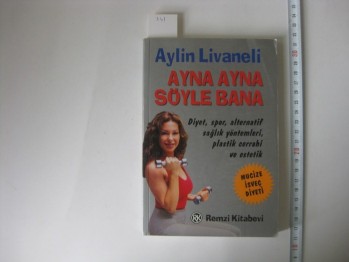 Aylin Livaneli
AYNA AYNA
SÖYLE BANA
Diyet, spor, alternatif
sağlık yöntemleri,
plastik cerrahi
ve estetik
MUCİZE
İSVEÇ
DİYETİ
Remzi Kitabevi